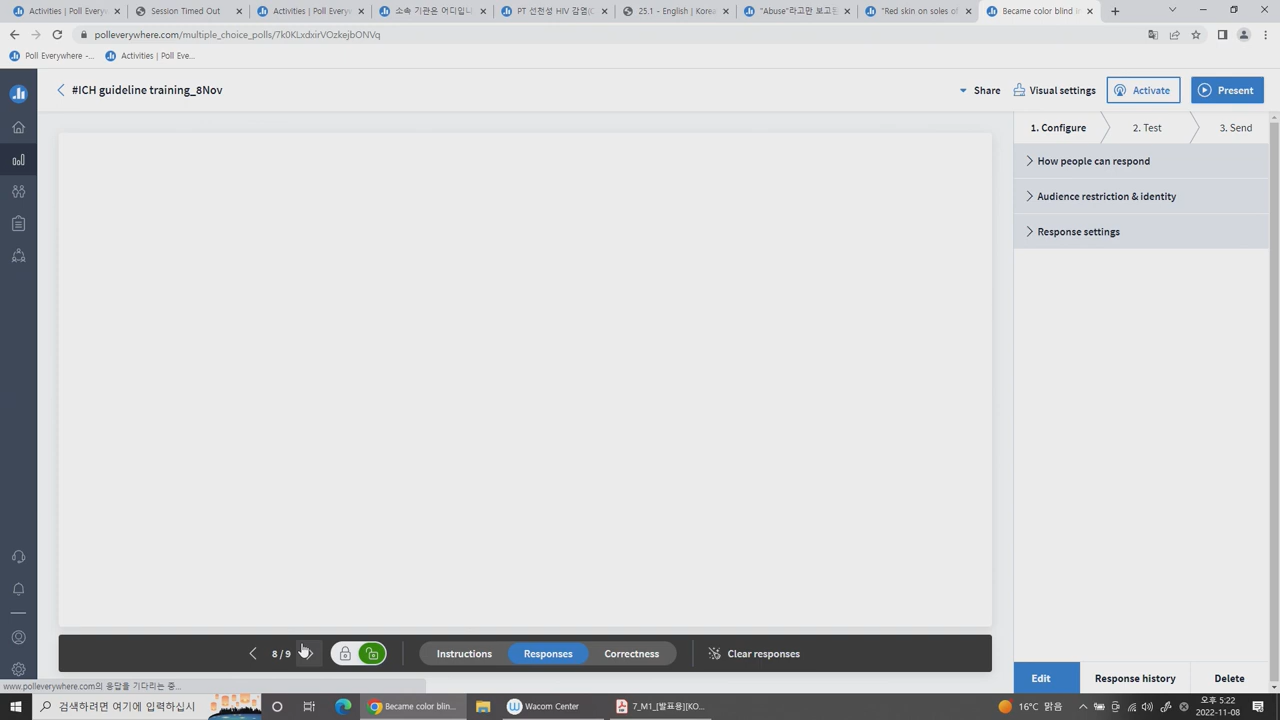 Activities | Poll Every
Session Timed Out
Activities | Poll Every
소속 기관은 어디입니
PT 선천성 HIV 감염(C
25.1 - English | Korea
"Abuse"라고만 보고된
"Red skin on soles of
Became color blind f
polleverywhere.com/multiple_choice_polls/7k0KLxdxirVOzkejbONVq
Poll Everywhere -...
Activities | Poll Eve...
#ICH guideline training_8Nov
Share
Visual settings
Activate
Present
1. Configure
2. Test
3. Send
How people can respond
Audience restriction & identity
Response settings
8 / 9
Instructions
Responses
Correctness
Clear responses
Edit
Response history
Delete
www.polleverywhere.com의 응답을 기다리는 중...
검색하려면 여기에 입력하십시
Became color blin...
Wacom Center
7_M1_[발표용][KO...
16°C 맑음
오후 5:22
2022-11-08